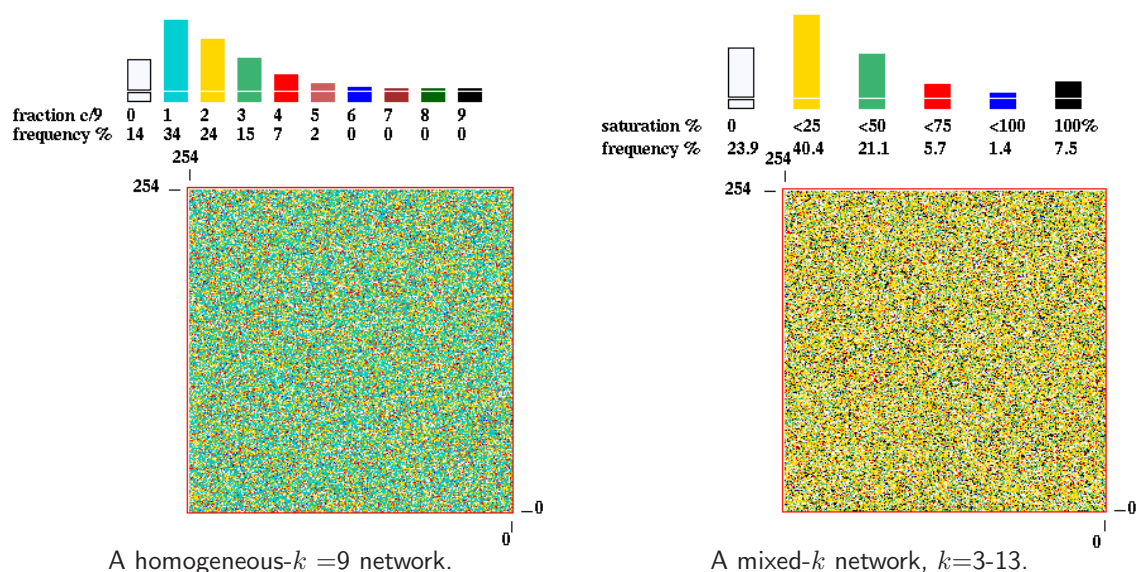 fraction c/9 0 1 2 3 4 5 6 7 8 9
frequency % 14 34 24 15 7 2 0 0 0 0
254
254
0
0
A homogeneous-k =9 network.
saturation % 0 <25 <50 <75 <100 100%
frequency % 23.9 40.4 21.1 5.7 1.4 7.5
254
254
0
0
A mixed-k network, k=3-13.